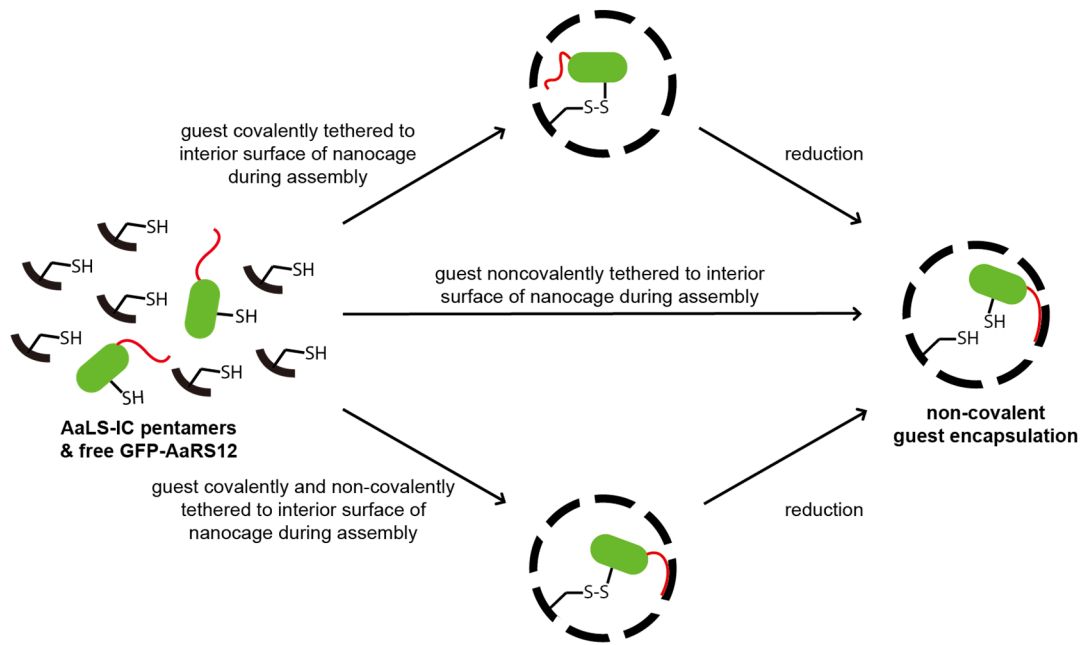 S-S
guest covalently tethered to
interior surface of nanocage
during assembly
reduction
SH
SH
SH
SH
SH
SH
SH
SH
SH
guest noncovalently tethered to interior
surface of nanocage during assembly
SH
SH
AaLS-IC pentamers
& free GFP-AaRS12
non-covalent
guest encapsulation
guest covalently and non-covalently
tethered to interior surface of
nanocage during assembly
reduction
S-S